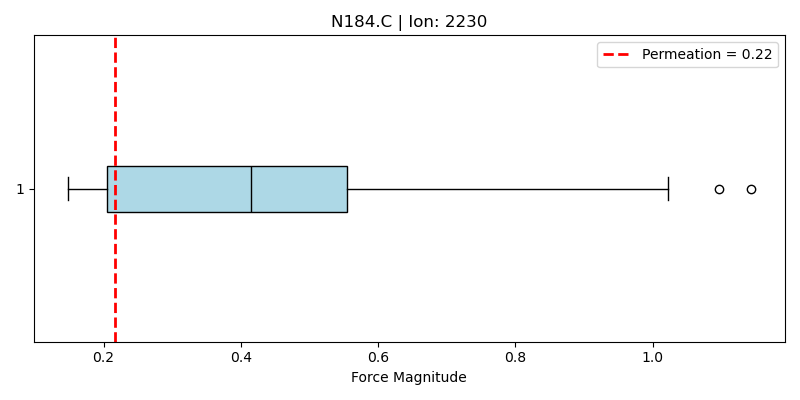 N184.C | Ion: 2230
Permeation = 0.22
1
0.2 0.4 0.6 0.8 1.0
Force Magnitude